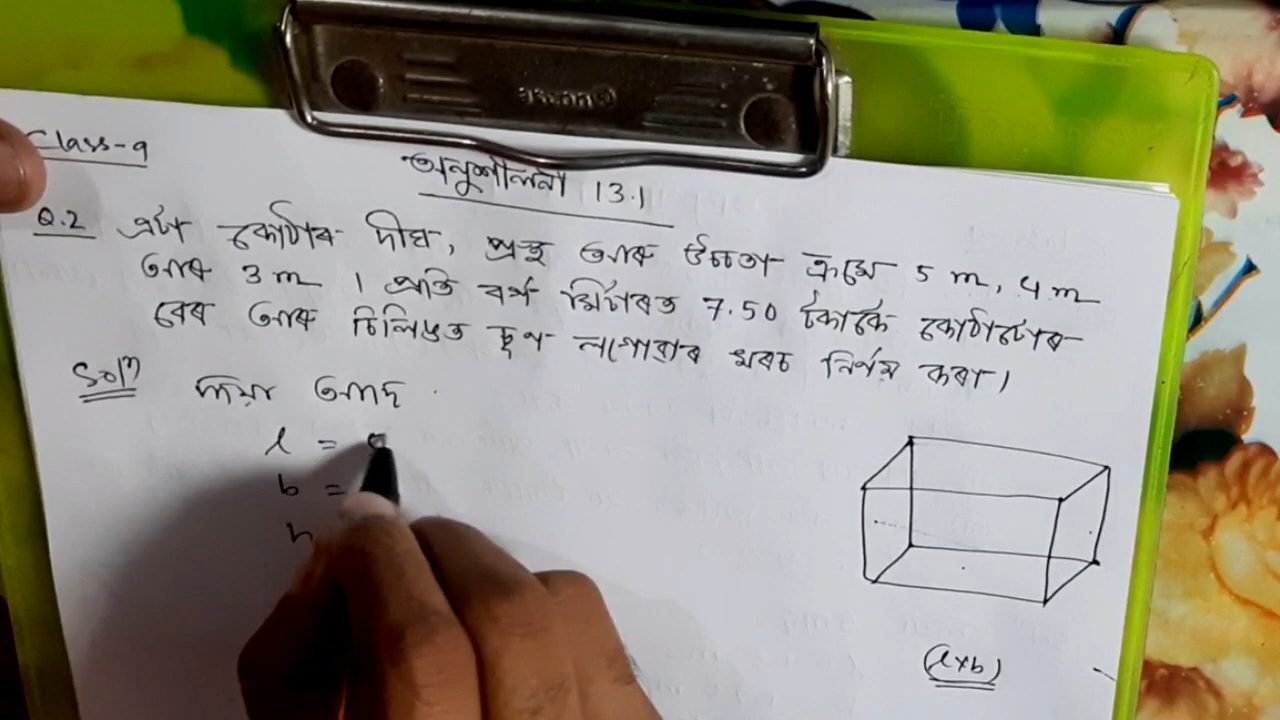 Class-9
অনুশীলনী 13.1
Q.2 এটা কোঠাৰ দীঘ, প্ৰস্থ আৰু উচ্চতা ক্ৰমে 5 m, 4 m
আৰু 3 m । প্ৰতি বৰ্গ মিটাৰত 7.50 টকাকৈ কোঠাটোৰ
বেৰ আৰু চিলিঙত চূণ লগোৱাৰ খৰচ নিৰ্ণয় কৰা।
Solⁿ দিয়া আছে
l =
b =
h
(l×b)